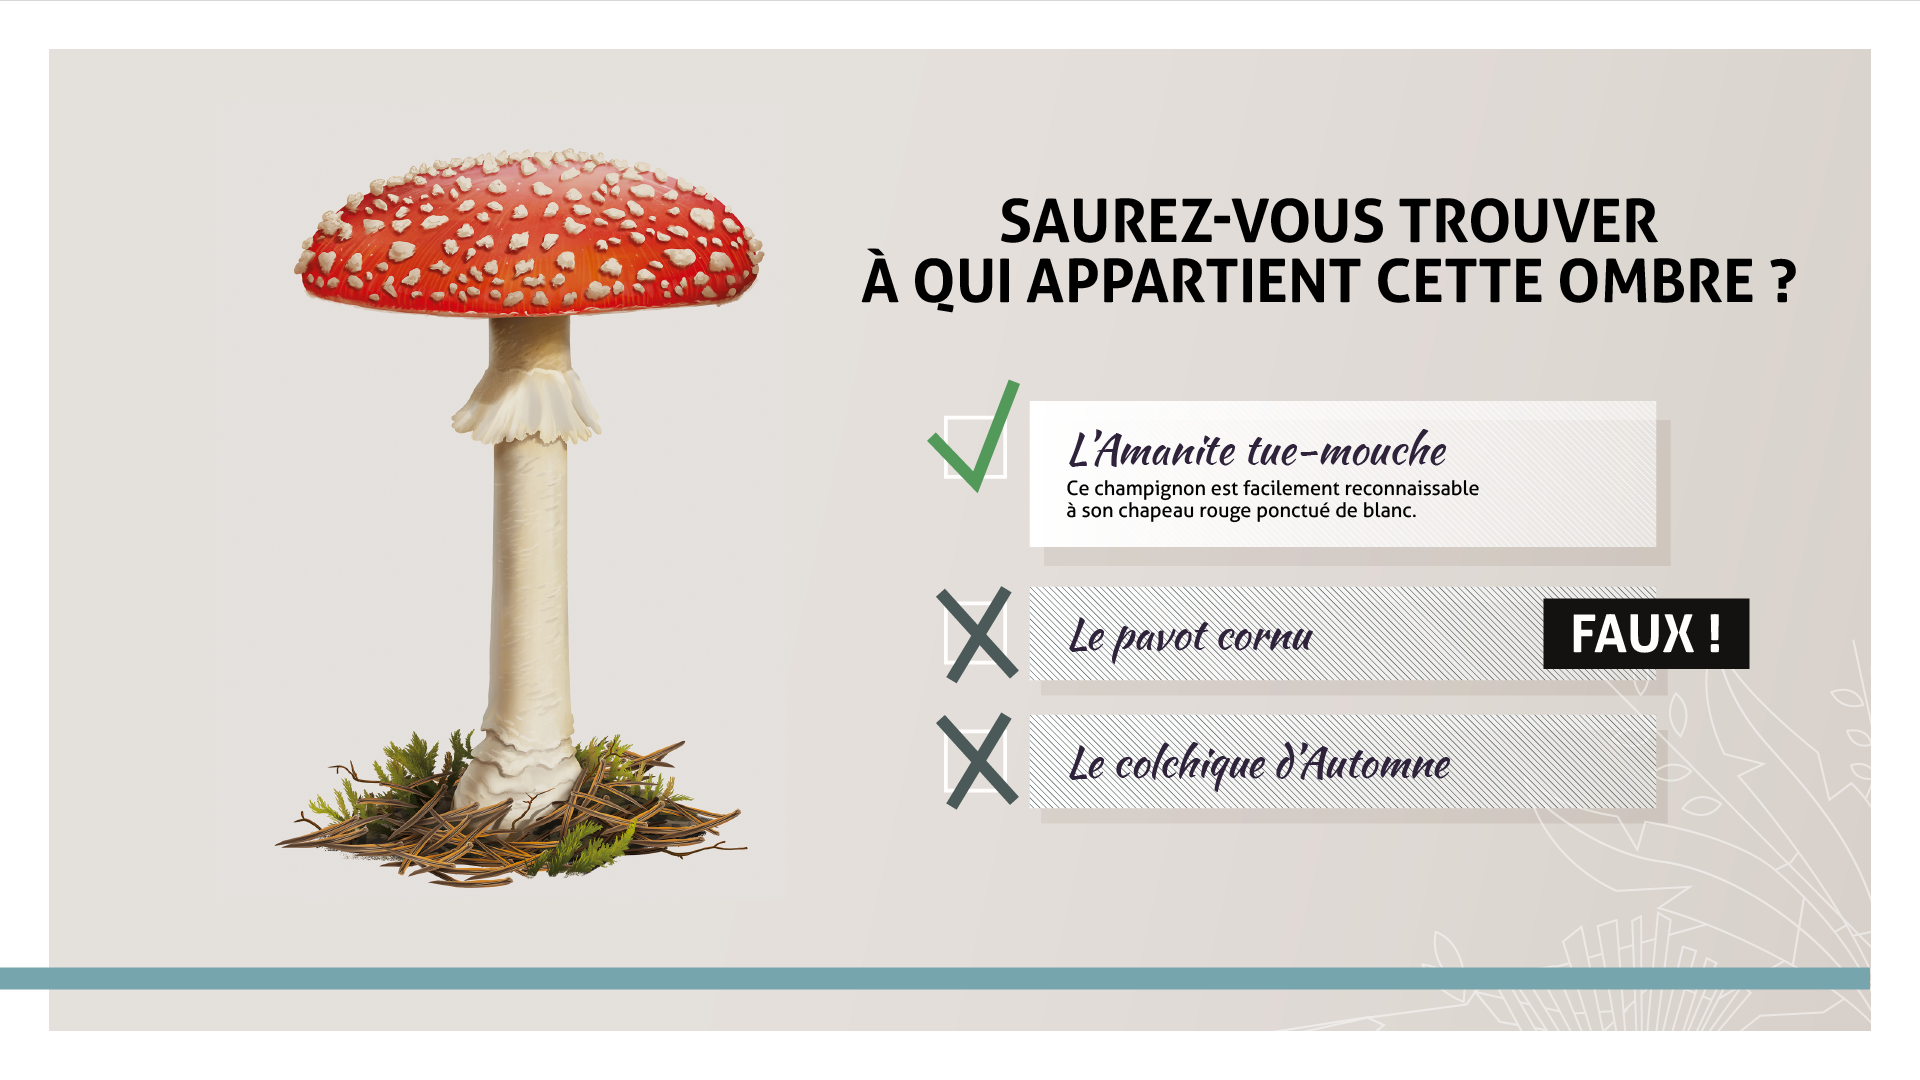 SAUREZ-VOUS TROUVER
À QUI APPARTIENT CETTE OMBRE ?
L'Amanite tue-mouche
Ce champignon est facilement reconnaissable
à son chapeau rouge ponctué de blanc.
Le pavot cornu
FAUX !
Le colchique d'Automne